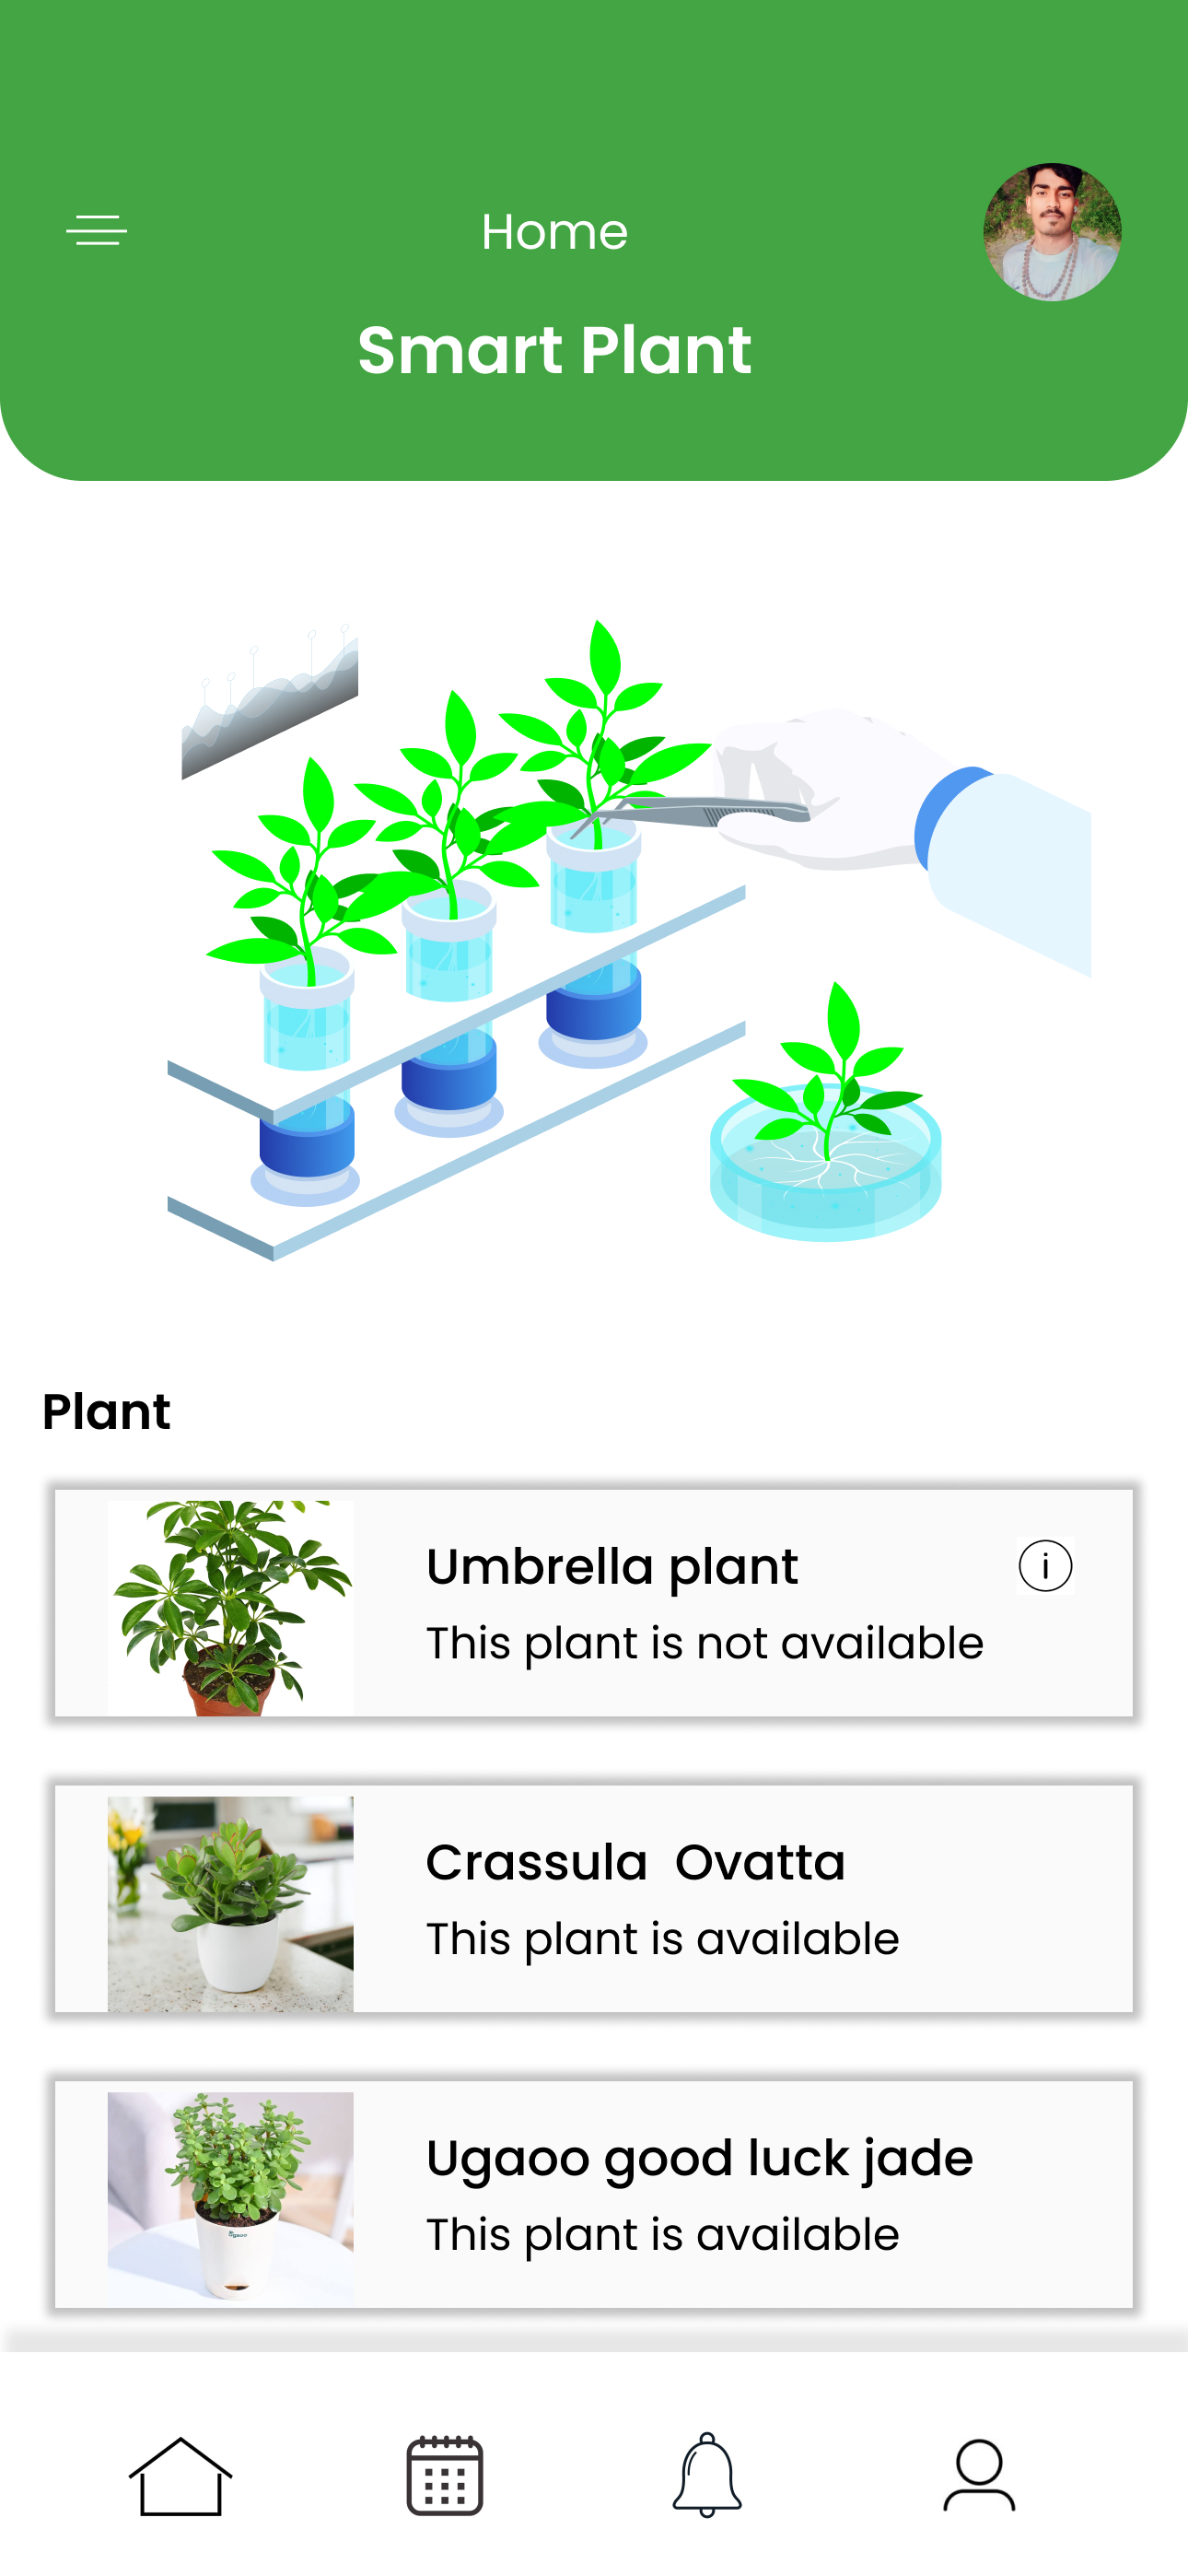 Home
Smart Plant
Plant
Umbrella plant
This plant is not available
Crassula  Ovatta
This plant is available
Ugaoo good luck jade
ugaoo
This plant is available